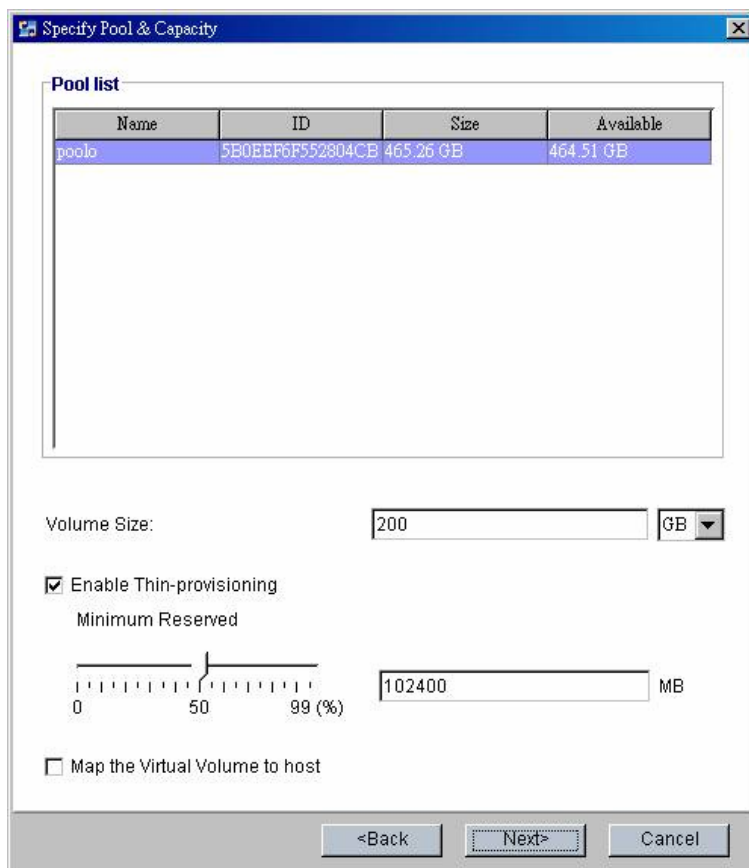 Specify Pool & Capacity
Pool list
Name ID Size Available
poolo 5B0EEF6F552804CB 465.26 GB 464.51 GB
Volume Size: 200 GB
Enable Thin-provisioning
Minimum Reserved
102400 MB
0 50 99 (%)
Map the Virtual Volume to host
<Back Next> Cancel